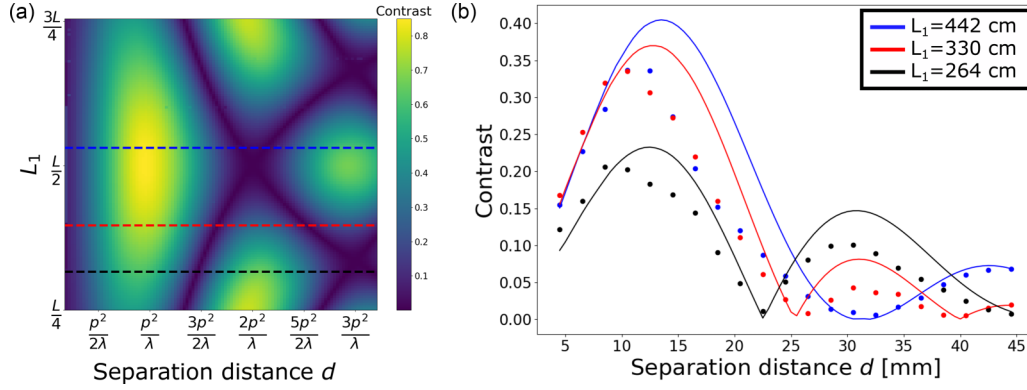 (a)
Contrast
3L/4
L/2
L/4
L₁
0.8
0.7
0.6
0.5
0.4
0.3
0.2
0.1
p²/2λ p²/λ 3p²/2λ 2p²/λ 5p²/2λ 3p²/λ
Separation distance d
(b)
L₁=442 cm
L₁=330 cm
L₁=264 cm
Contrast
0.40
0.35
0.30
0.25
0.20
0.15
0.10
0.05
0.00
5 10 15 20 25 30 35 40 45
Separation distance d [mm]